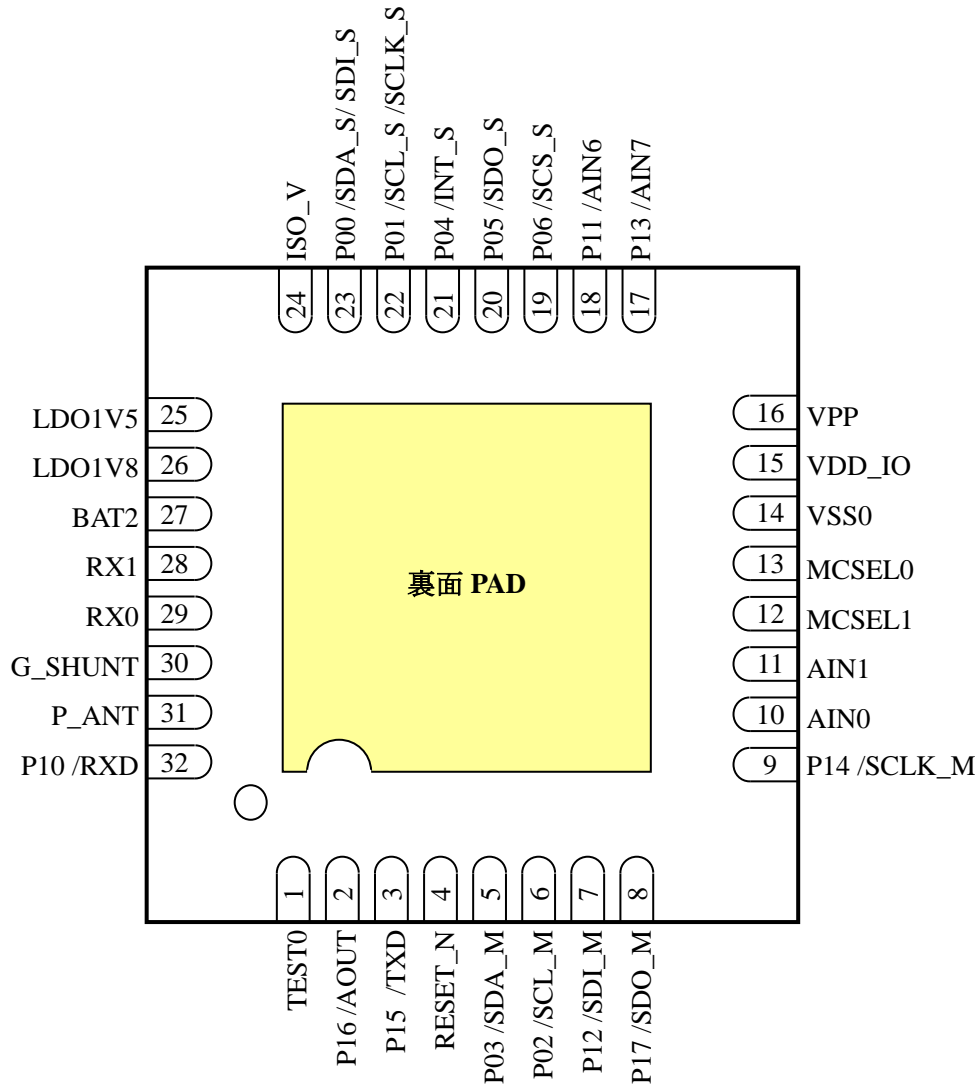 ISO_V
P00 /SDA_S/ SDI_S
P01 /SCL_S /SCLK_S
P04 /INT_S
P05 /SDO_S
P06 /SCS_S
P11 /AIN6
P13 /AIN7
24
23
22
21
20
19
18
17
LDO1V5 25
LDO1V8 26
BAT2 27
RX1 28
RX0 29
G_SHUNT 30
P_ANT 31
P10 /RXD 32
裏面 PAD
16 VPP
15 VDD_IO
14 VSS0
13 MCSEL0
12 MCSEL1
11 AIN1
10 AIN0
9 P14 /SCLK_M
1
2
3
4
5
6
7
8
TEST0
P16 /AOUT
P15 /TXD
RESET_N
P03 /SDA_M
P02 /SCL_M
P12 /SDI_M
P17 /SDO_M